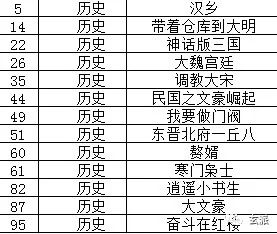 5 历史 汉乡
14 历史 带着仓库到大明
22 历史 神话版三国
26 历史 大魏宫廷
35 历史 调教大宋
44 历史 民国之文豪崛起
49 历史 我要做门阀
51 历史 东晋北府一丘八
60 历史 赘婿
61 历史 寒门枭士
82 历史 逍遥小书生
87 历史 大文豪
95 历史 奋斗在红楼
玄派